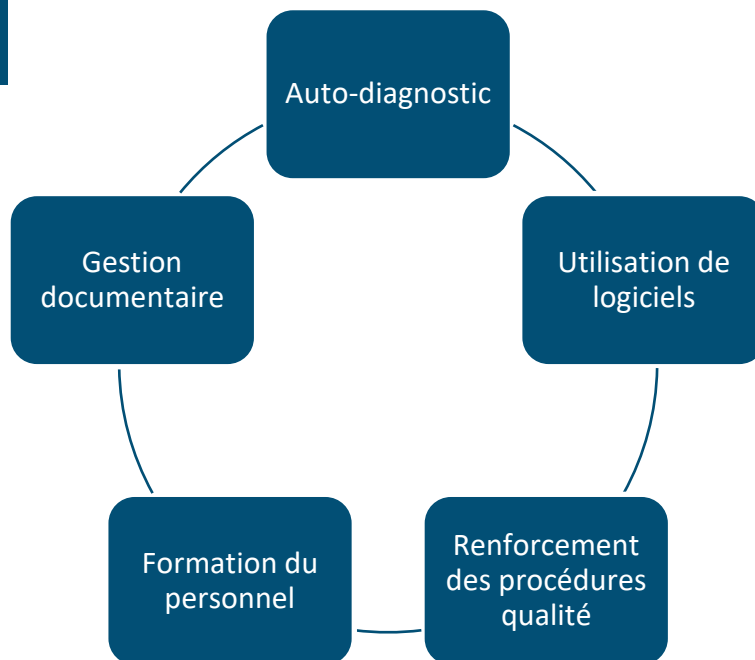 Auto-diagnostic
Utilisation de
logiciels
Renforcement
des procédures
qualité
Formation du
personnel
Gestion
documentaire